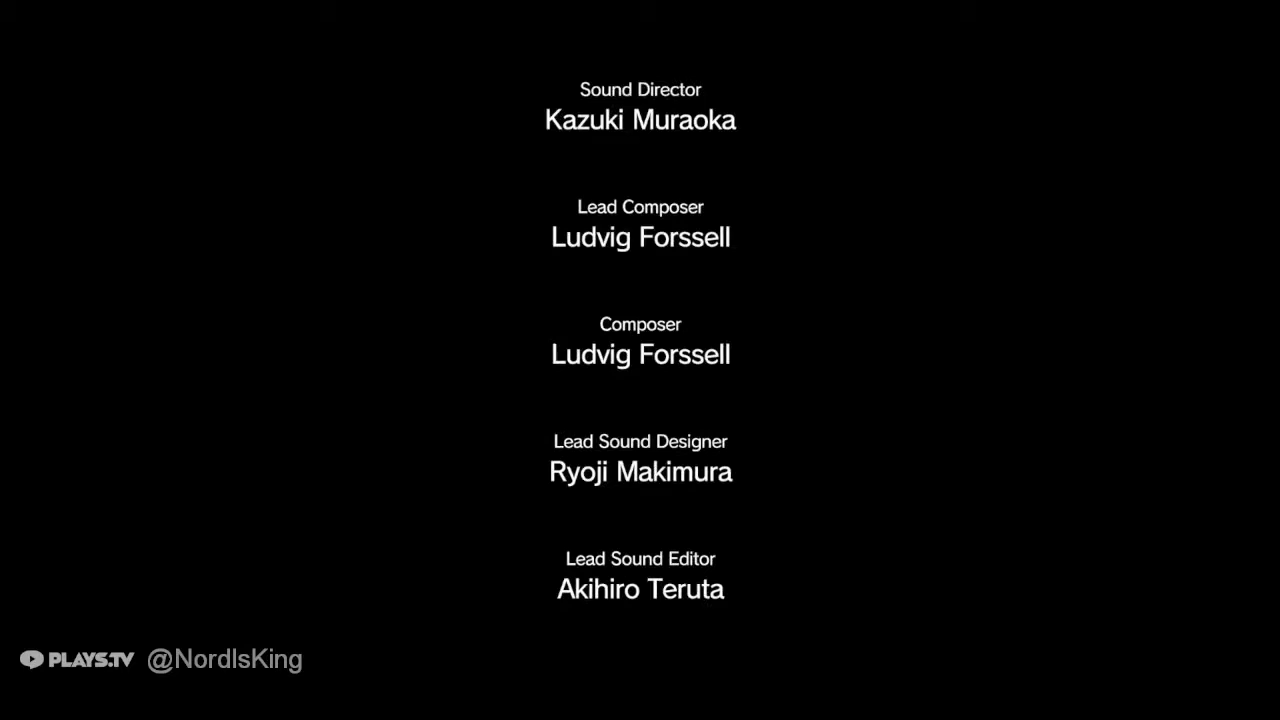 Sound Director
Kazuki Muraoka
Lead Composer
Ludvig Forssell
Composer
Ludvig Forssell
Lead Sound Designer
Ryoji Makimura
Lead Sound Editor
Akihiro Teruta
PLAYS.TV @NordIsKing